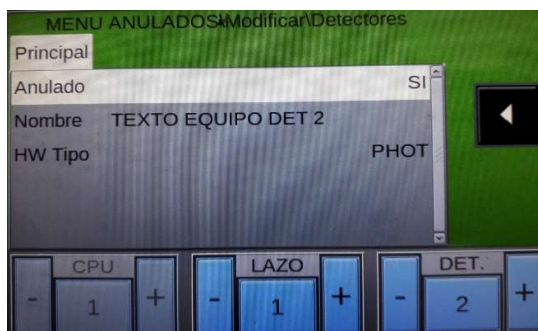 MENU ANULADOS\Modificar\Detectores
Principal
Anulado SI
Nombre TEXTO EQUIPO DET 2
HW Tipo PHOT
CPU LAZO DET.
- 1 + - 1 + - 2 +